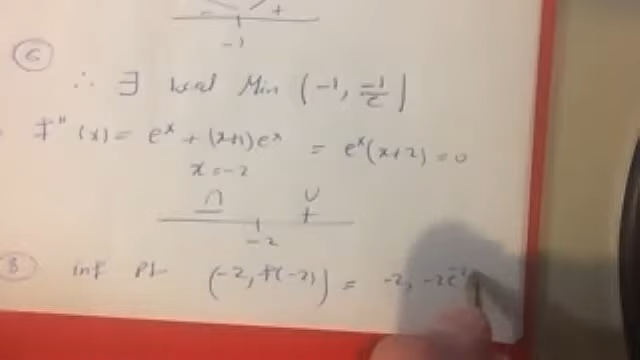 - +
-1
6
∴ ∃ Local Min (-1, -1/e)
f"(x) = e^x + (x+1)e^x = e^x(x+2) = 0
x = -2
∩ ∪
- +
-2
8 inf Pt (-2, f(-2)) = -2, -2e^-2